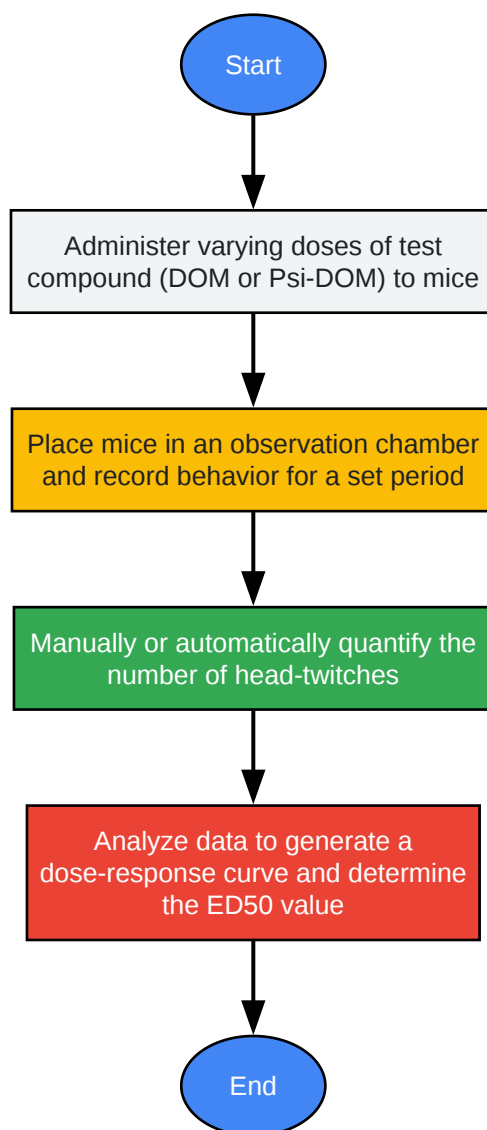 Start
Administer varying doses of test
compound (DOM or Psi-DOM) to mice
Place mice in an observation chamber
and record behavior for a set period
Manually or automatically quantify the
number of head-twitches
Analyze data to generate a
dose-response curve and determine
the ED50 value
End